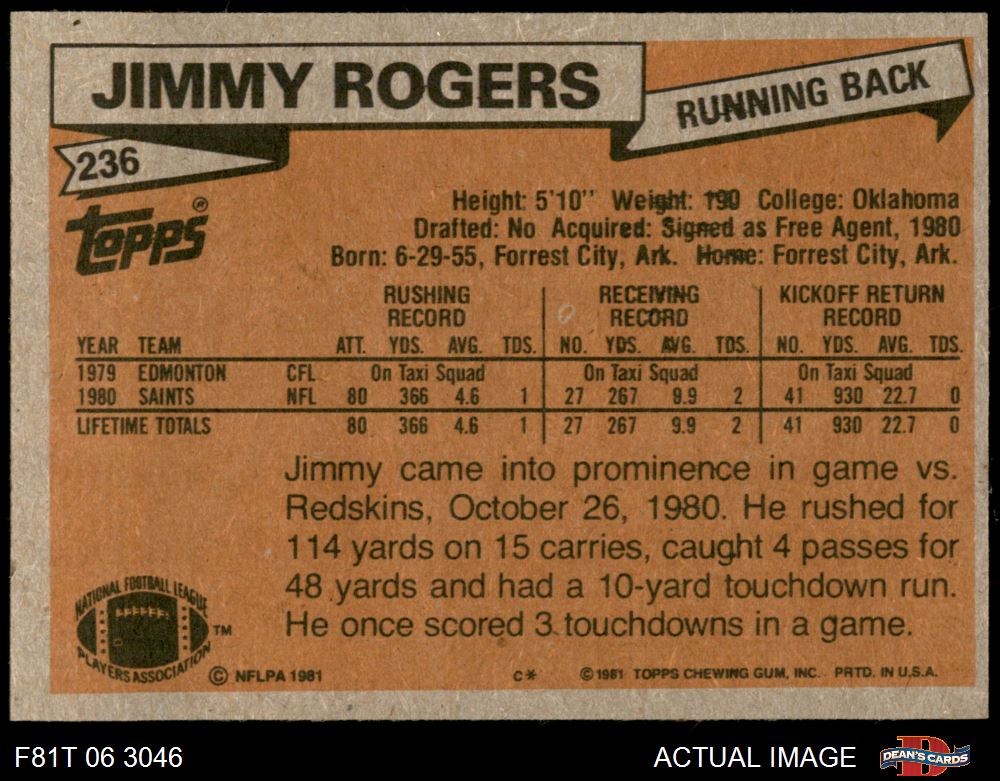 JIMMY ROGERS
RUNNING BACK
236
Topps®
Height: 5'10'' Weight: 190 College: Oklahoma
Drafted: No Acquired: Signed as Free Agent, 1980
Born: 6-29-55, Forrest City, Ark. Home: Forrest City, Ark.
RUSHING RECORD RECEIVING RECORD KICKOFF RETURN RECORD
YEAR TEAM ATT. YDS. AVG. TDS. NO. YDS. AVG. TDS. NO. YDS. AVG. TDS.
1979 EDMONTON CFL On Taxi Squad On Taxi Squad On Taxi Squad
1980 SAINTS NFL 80 366 4.6 1 27 267 9.9 2 41 930 22.7 0
LIFETIME TOTALS 80 366 4.6 1 27 267 9.9 2 41 930 22.7 0
Jimmy came into prominence in game vs.
Redskins, October 26, 1980. He rushed for
114 yards on 15 carries, caught 4 passes for
48 yards and had a 10-yard touchdown run.
He once scored 3 touchdowns in a game.
NATIONAL FOOTBALL LEAGUE
PLAYERS ASSOCIATION
TM
© NFLPA 1981 C* © 1981 TOPPS CHEWING GUM, INC. PRTD. IN U.S.A.
F81T 06 3046 ACTUAL IMAGE DEAN'S CARDS